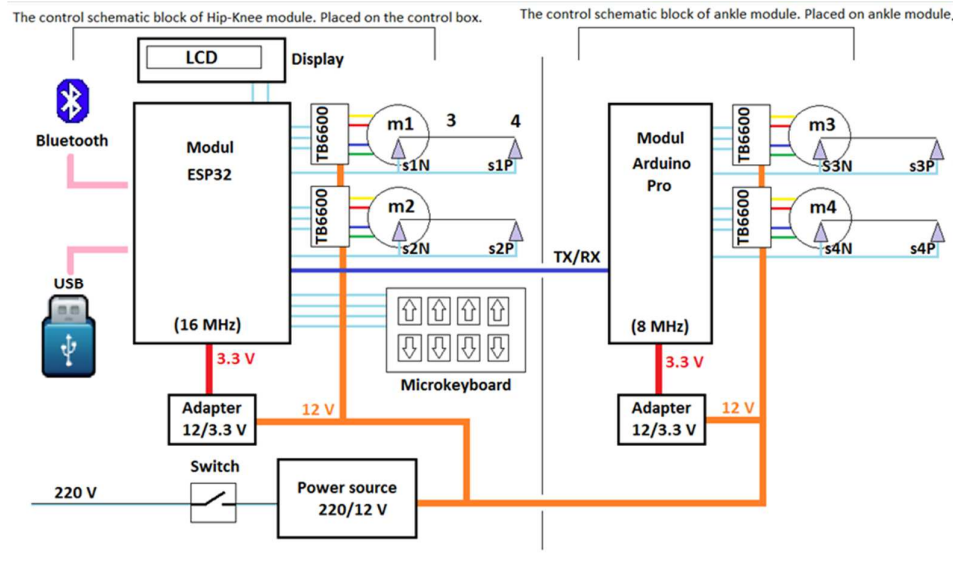 The control schematic block of Hip-Knee module. Placed on the control box.
The control schematic block of ankle module. Placed on ankle module,
LCD
Display
Bluetooth
Modul
ESP32
TB6600
m1
3
4
s1N
s1P
TB6600
m2
s2N
s2P
Modul
Arduino
Pro
TB6600
m3
S3N
s3P
TB6600
m4
s4N
s4P
TX/RX
USB
(16 MHz)
(8 MHz)
3.3 V
3.3 V
Microkeyboard
Adapter
12/3.3 V
12 V
Adapter
12/3.3 V
12 V
Switch
220 V
Power source
220/12 V